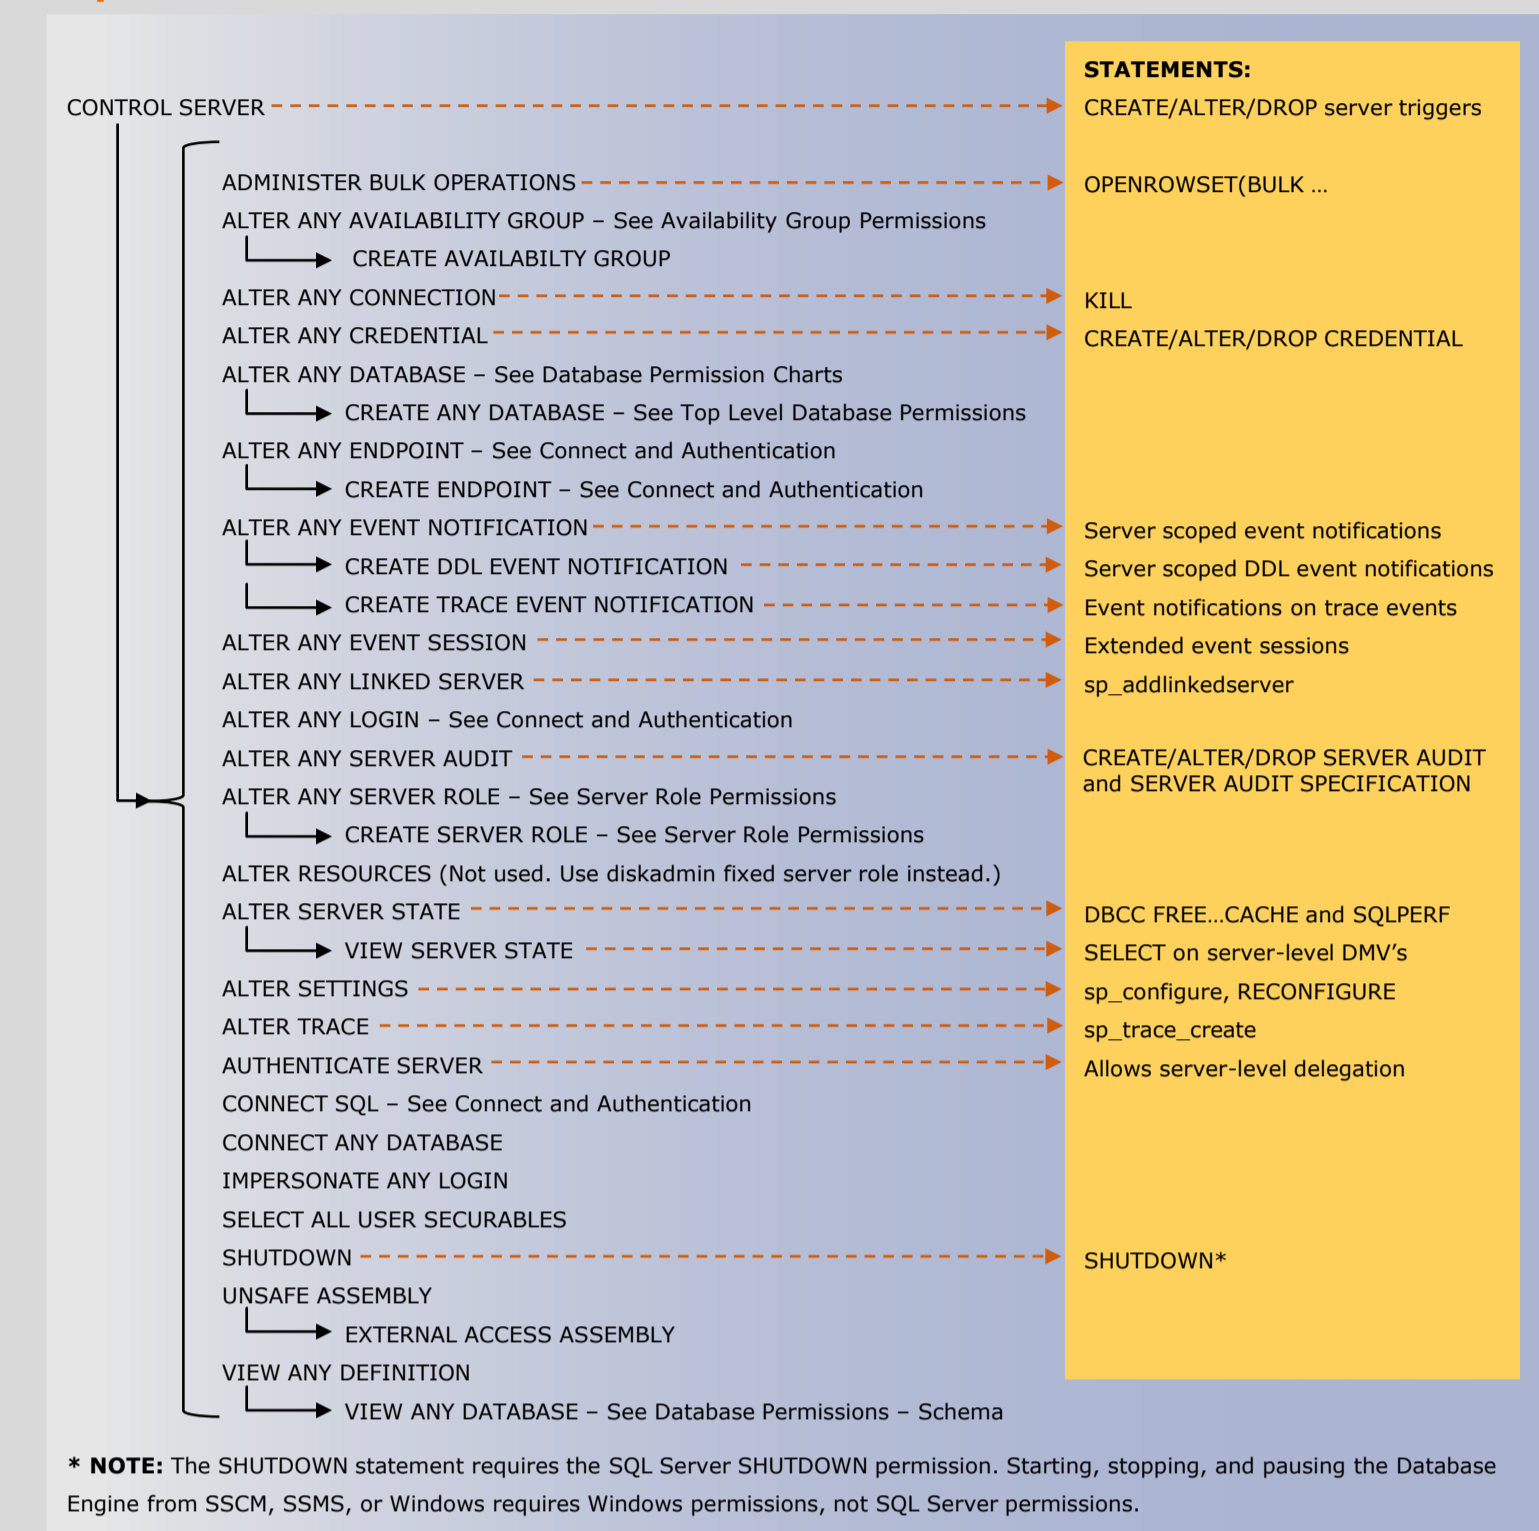 STATEMENTS:
CONTROL SERVER CREATE/ALTER/DROP server triggers
ADMINISTER BULK OPERATIONS OPENROWSET(BULK …
ALTER ANY AVAILABILITY GROUP – See Availability Group Permissions
CREATE AVAILABILTY GROUP
ALTER ANY CONNECTION KILL
ALTER ANY CREDENTIAL CREATE/ALTER/DROP CREDENTIAL
ALTER ANY DATABASE – See Database Permission Charts
CREATE ANY DATABASE – See Top Level Database Permissions
ALTER ANY ENDPOINT – See Connect and Authentication
CREATE ENDPOINT – See Connect and Authentication
ALTER ANY EVENT NOTIFICATION Server scoped event notifications
CREATE DDL EVENT NOTIFICATION Server scoped DDL event notifications
CREATE TRACE EVENT NOTIFICATION Event notifications on trace events
ALTER ANY EVENT SESSION Extended event sessions
ALTER ANY LINKED SERVER sp_addlinkedserver
ALTER ANY LOGIN – See Connect and Authentication
ALTER ANY SERVER AUDIT CREATE/ALTER/DROP SERVER AUDIT
and SERVER AUDIT SPECIFICATION
ALTER ANY SERVER ROLE – See Server Role Permissions
CREATE SERVER ROLE – See Server Role Permissions
ALTER RESOURCES (Not used. Use diskadmin fixed server role instead.)
ALTER SERVER STATE DBCC FREE…CACHE and SQLPERF
VIEW SERVER STATE SELECT on server-level DMV’s
ALTER SETTINGS sp_configure, RECONFIGURE
ALTER TRACE sp_trace_create
AUTHENTICATE SERVER Allows server-level delegation
CONNECT SQL – See Connect and Authentication
CONNECT ANY DATABASE
IMPERSONATE ANY LOGIN
SELECT ALL USER SECURABLES
SHUTDOWN SHUTDOWN*
UNSAFE ASSEMBLY
EXTERNAL ACCESS ASSEMBLY
VIEW ANY DEFINITION
VIEW ANY DATABASE – See Database Permissions – Schema
* NOTE: The SHUTDOWN statement requires the SQL Server SHUTDOWN permission. Starting, stopping, and pausing the Database
Engine from SSCM, SSMS, or Windows requires Windows permissions, not SQL Server permissions.